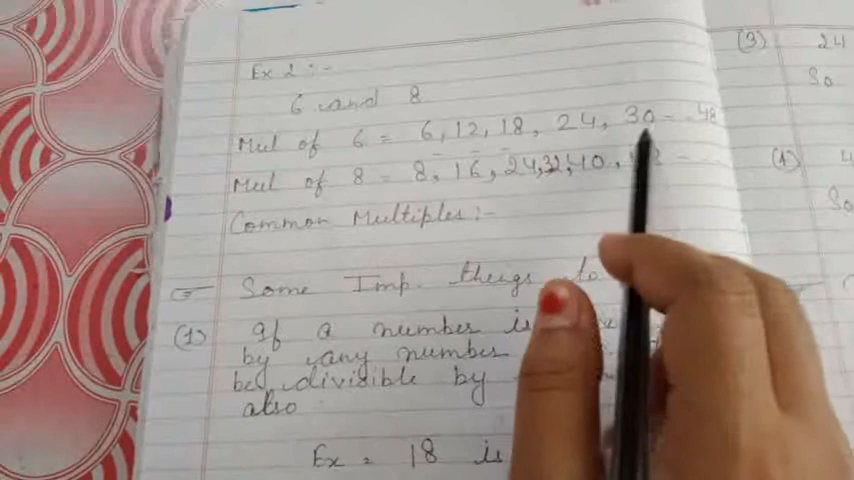 Ex 2 :-
6 and 8
Mul of 6 = 6, 12, 18, 24, 30 - - 48
Mul of 8 = 8, 16, 24, 32, 40,
Common Multiples :-
Some Imp. things to
(1) If a number is
by any number
be divisible by
also
Ex = 18 is
(3) 24
So
(4) 4
So